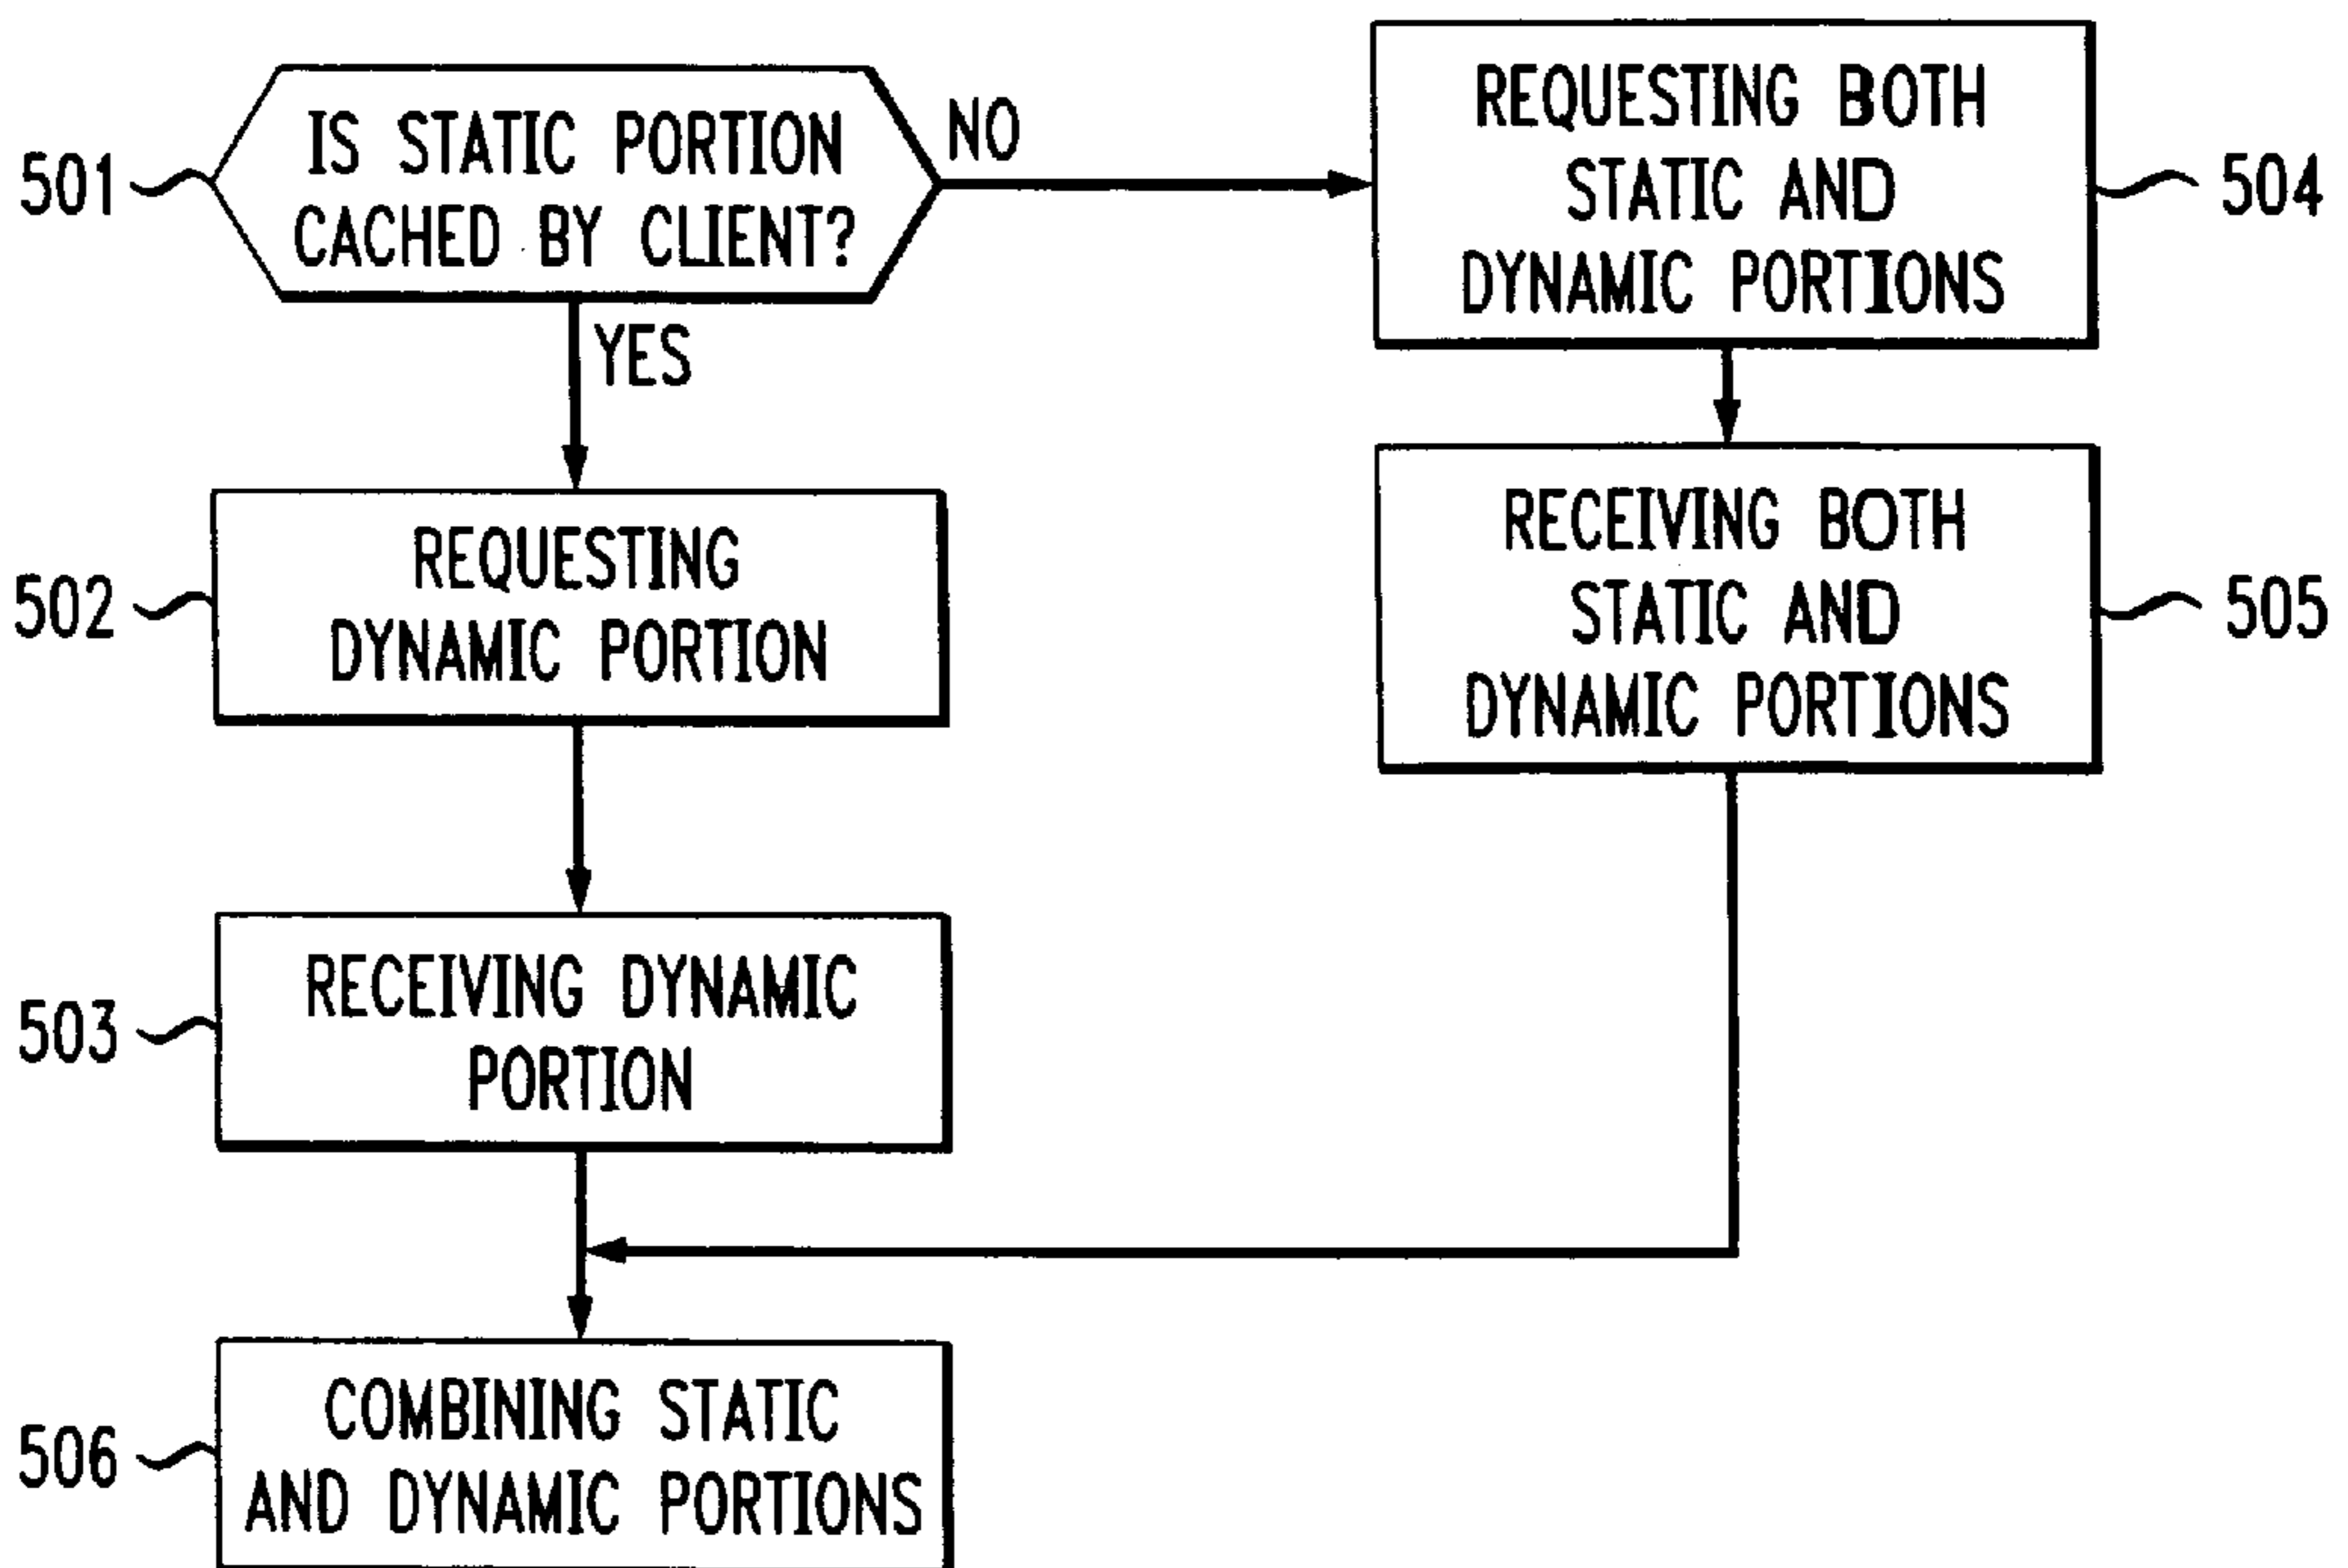 501
IS STATIC PORTION
CACHED BY CLIENT?
NO
YES
REQUESTING BOTH
STATIC AND
DYNAMIC PORTIONS
504
502
REQUESTING
DYNAMIC PORTION
RECEIVING BOTH
STATIC AND
DYNAMIC PORTIONS
505
503
RECEIVING DYNAMIC
PORTION
506
COMBINING STATIC
AND DYNAMIC PORTIONS